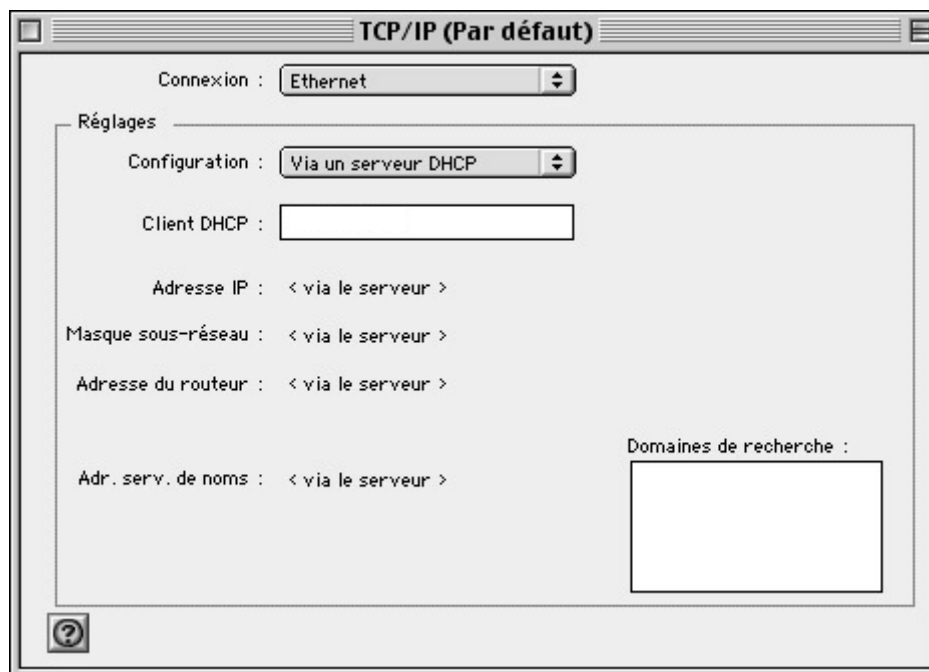 TCP/IP (Par défaut)
Connexion : Ethernet
Réglages
Configuration : Via un serveur DHCP
Client DHCP :
Adresse IP : < via le serveur >
Masque sous-réseau : < via le serveur >
Adresse du routeur : < via le serveur >
Domaines de recherche :
Adr. serv. de noms : < via le serveur >
?